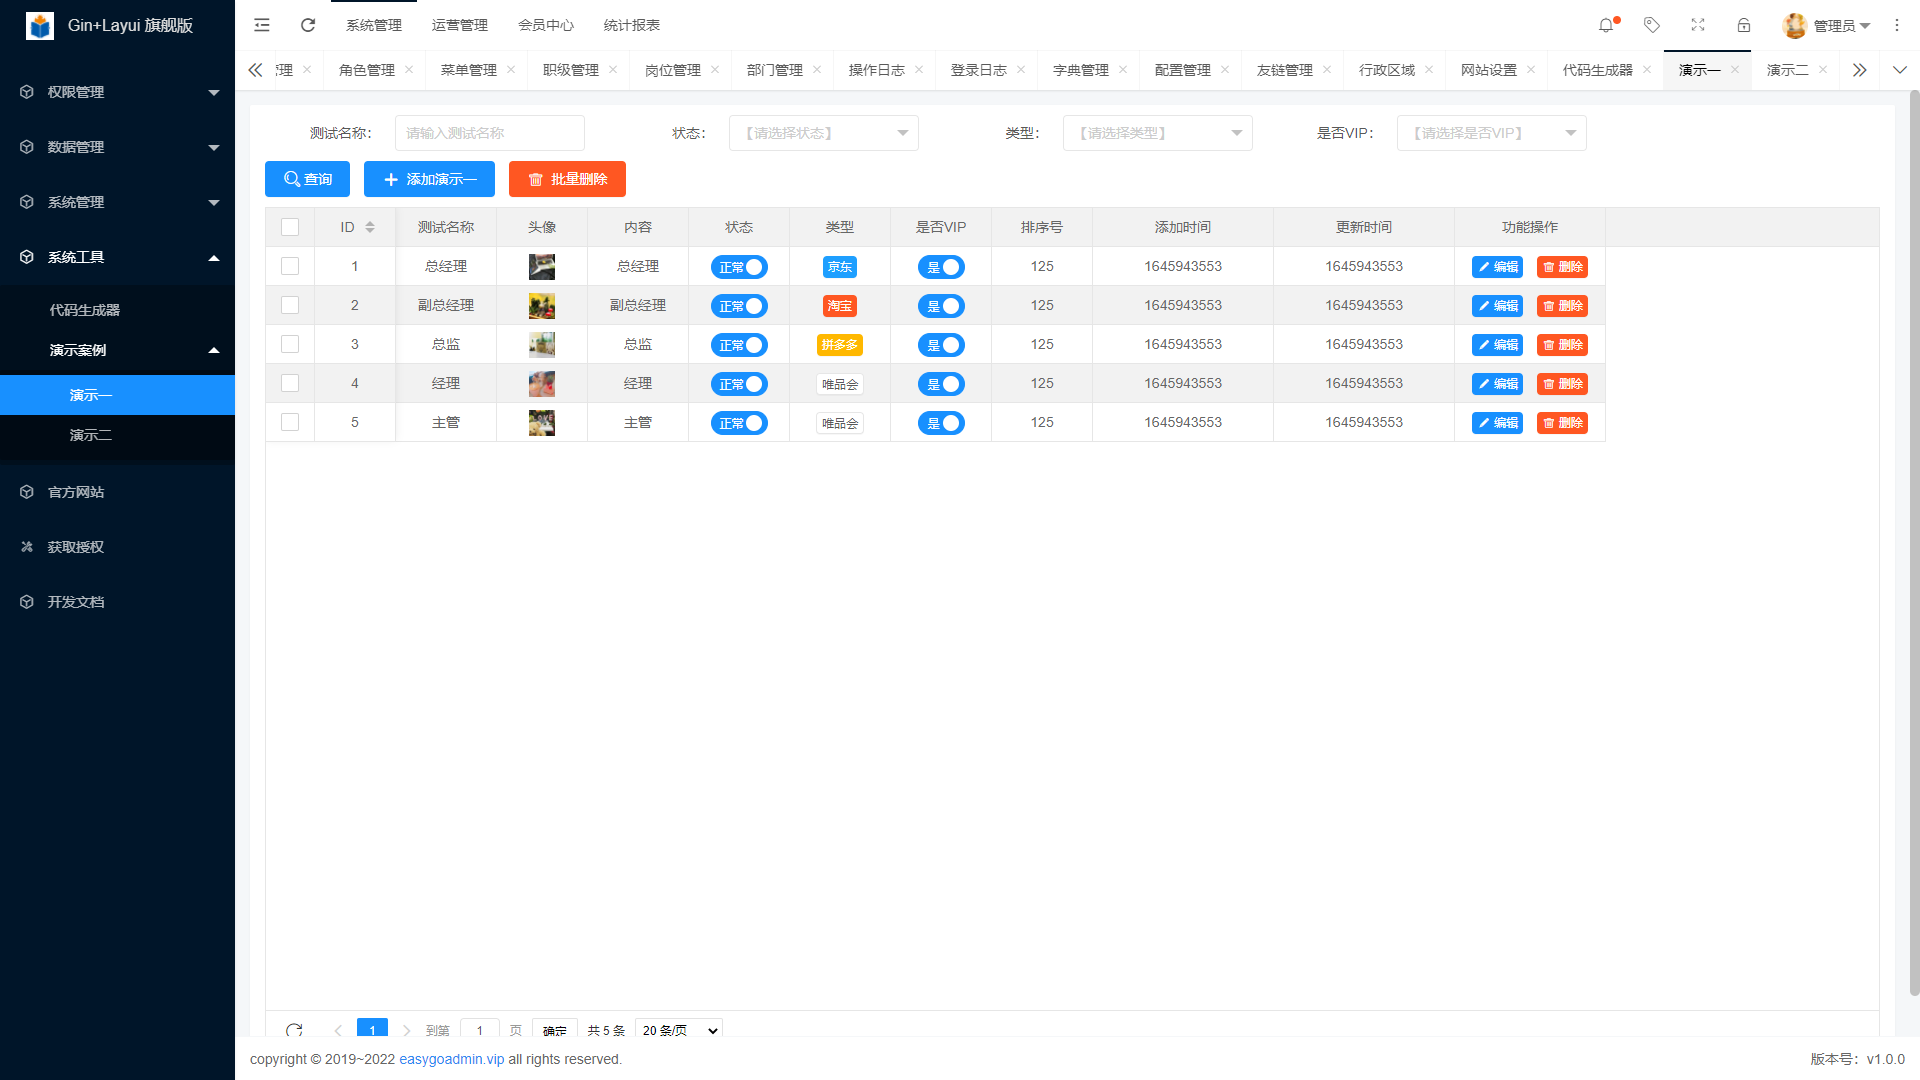 Gin+Layui 旗舰版
系统管理 运营管理 会员中心 统计报表
管理员
管理 角色管理 菜单管理 职级管理 岗位管理 部门管理 操作日志 登录日志 字典管理 配置管理 友链管理 行政区域 网站设置 代码生成器 演示一 演示二
权限管理
数据管理
系统管理
系统工具
代码生成器
演示案例
演示一
演示二
官方网站
获取授权
开发文档
测试名称： 请输入测试名称 状态： 【请选择状态】 类型： 【请选择类型】 是否VIP： 【请选择是否VIP】
查询 添加演示一 批量删除
ID 测试名称 头像 内容 状态 类型 是否VIP 排序号 添加时间 更新时间 功能操作
1 总经理 总经理 正常 京东 是 125 1645943553 1645943553 编辑 删除
2 副总经理 副总经理 正常 淘宝 是 125 1645943553 1645943553 编辑 删除
3 总监 总监 正常 拼多多 是 125 1645943553 1645943553 编辑 删除
4 经理 经理 正常 唯品会 是 125 1645943553 1645943553 编辑 删除
5 主管 主管 正常 唯品会 是 125 1645943553 1645943553 编辑 删除
1 到第 1 页 确定 共 5 条 20 条/页
copyright © 2019~2022 easygoadmin.vip all rights reserved. 版本号：v1.0.0